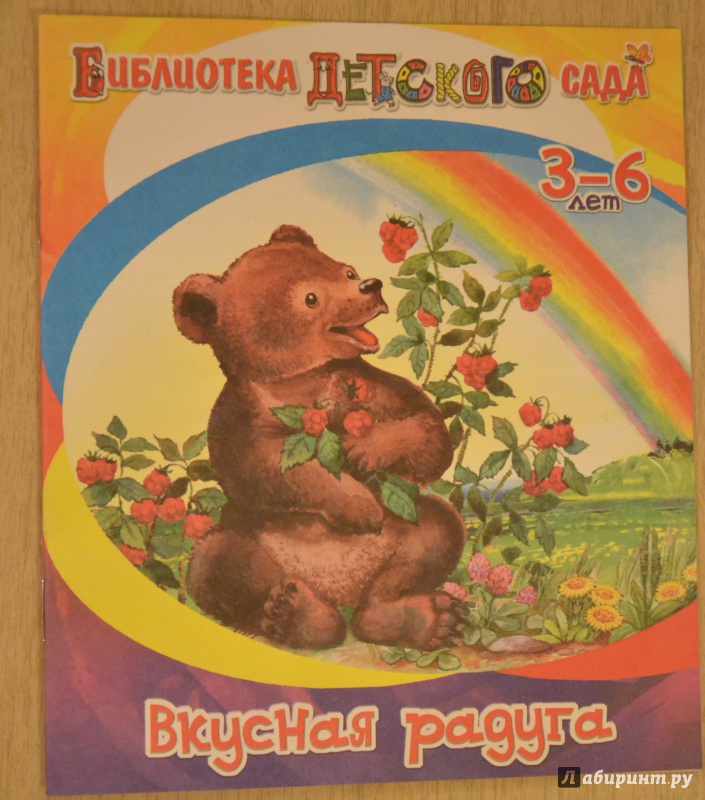 Библиотека ДЕТСКОГО САДА
3–6
лет
Вкусная радуга
Лабиринт.ру